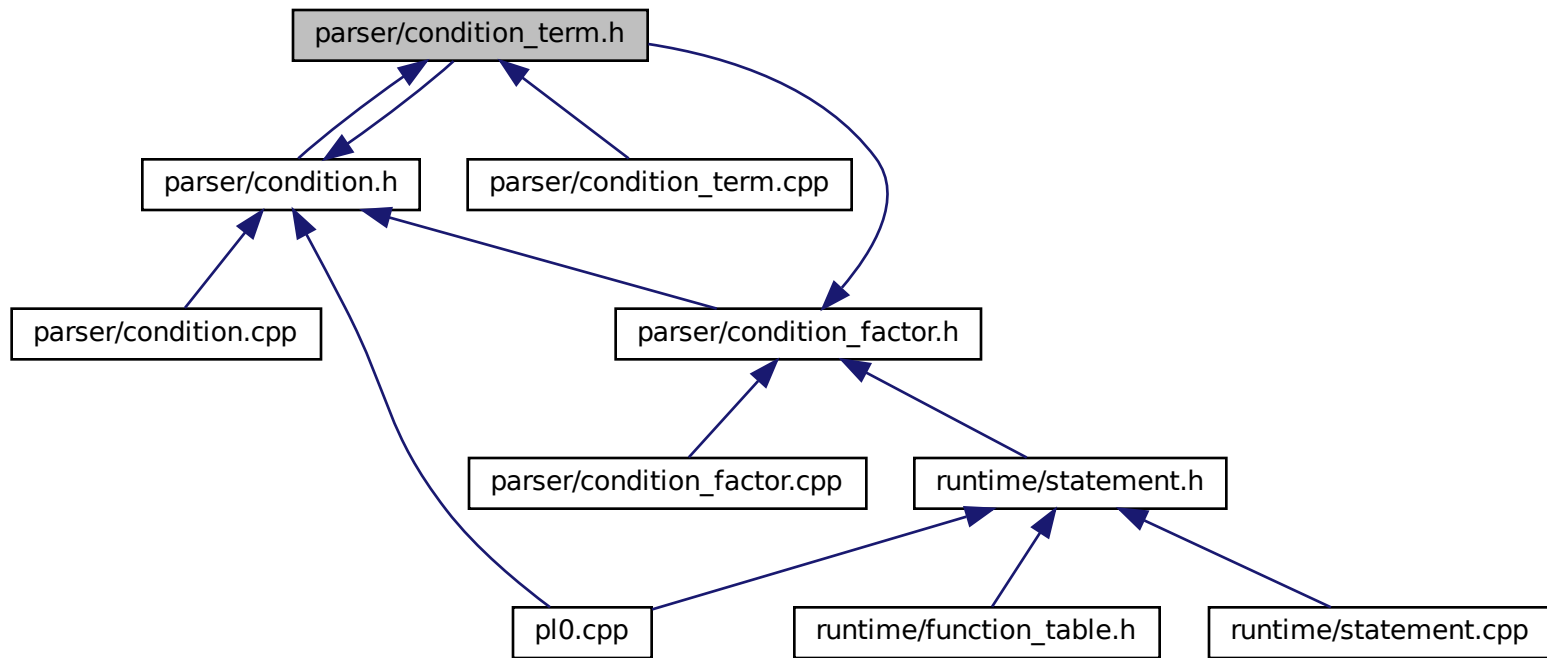 parser/condition_term.h
parser/condition.h
parser/condition_term.cpp
parser/condition.cpp
parser/condition_factor.h
parser/condition_factor.cpp
runtime/statement.h
pl0.cpp
runtime/function_table.h
runtime/statement.cpp